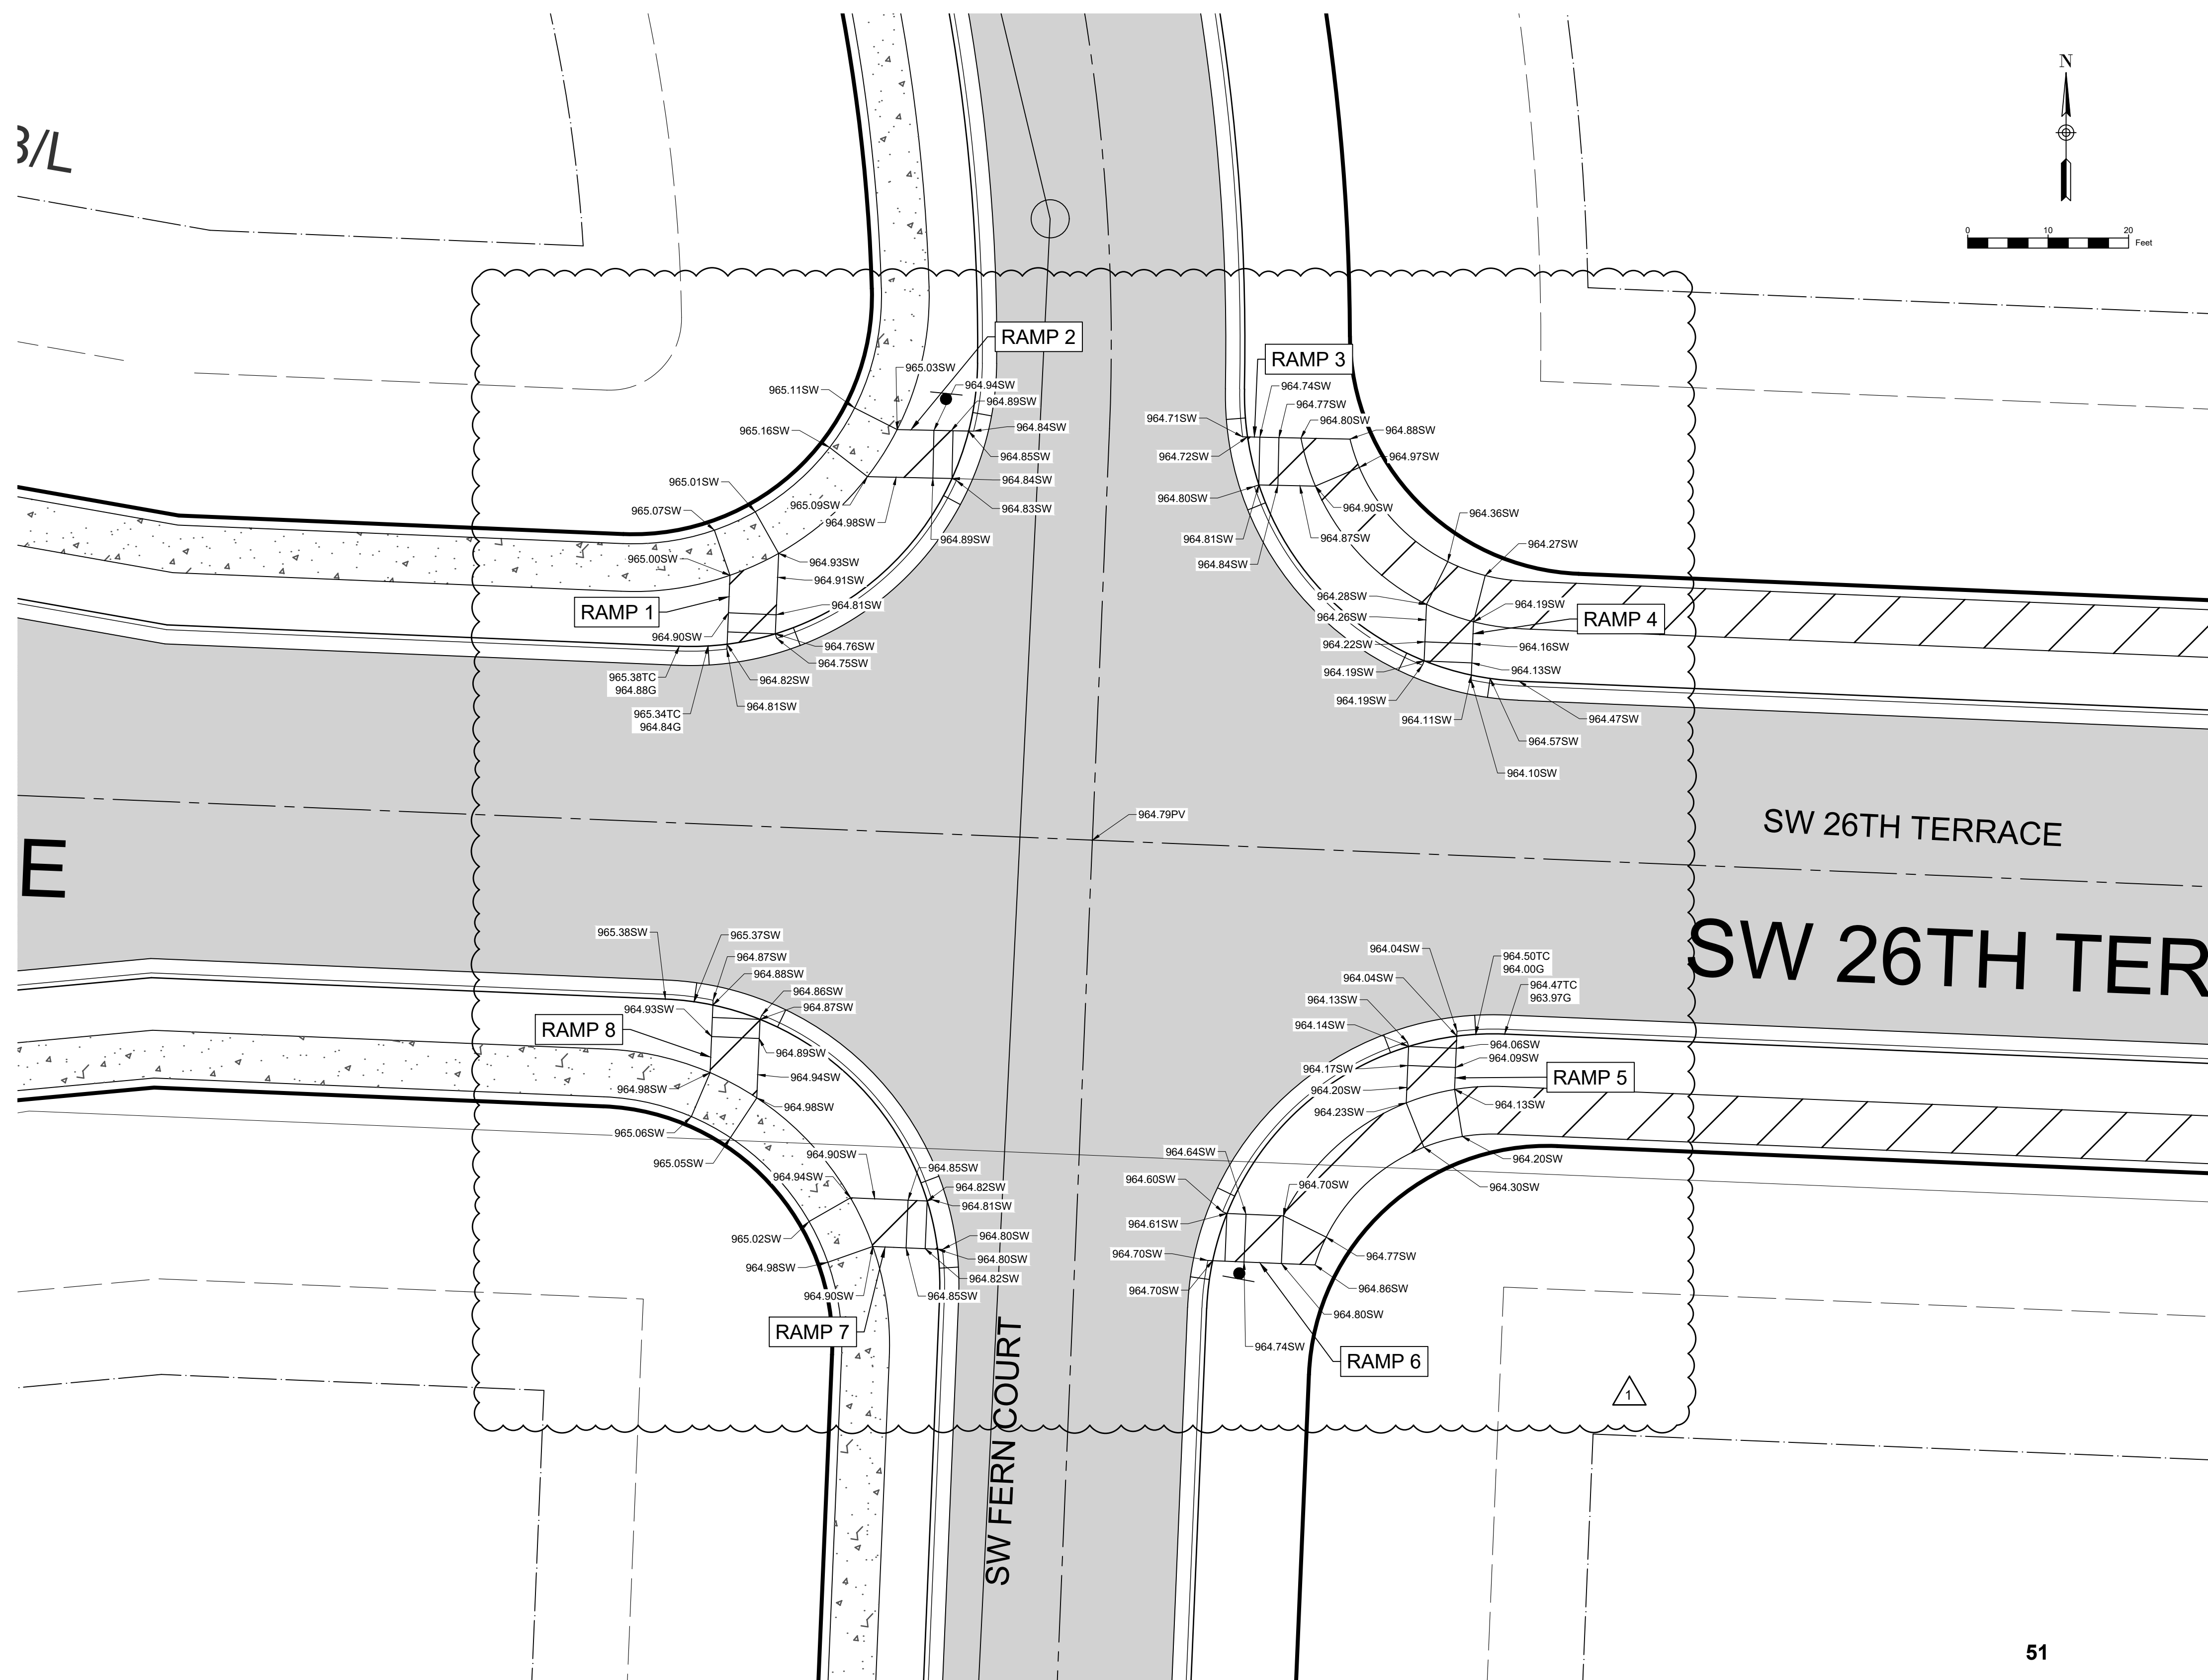 N
B/L
0 10 20
Feet
RAMP 2
965.03SW
RAMP 3
964.94SW
964.74SW
965.11SW
964.89SW
964.77SW
964.71SW
964.80SW
964.84SW
965.16SW
964.88SW
964.85SW
964.72SW
964.97SW
965.01SW
964.84SW
964.80SW
965.09SW
965.07SW
964.83SW
964.90SW
964.36SW
964.98SW
964.89SW
964.81SW
964.87SW
964.27SW
965.00SW
964.93SW
964.84SW
964.91SW
964.28SW
RAMP 1
964.81SW
964.19SW
964.26SW
RAMP 4
964.90SW
964.76SW
964.22SW
964.16SW
964.75SW
964.19SW
964.13SW
965.38TC
964.88G
964.82SW
964.81SW
964.19SW
965.34TC
964.84G
964.11SW
964.47SW
964.57SW
964.10SW
964.79PV
SW 26TH TERRACE
E
SW 26TH TER
965.38SW
965.37SW
964.87SW
964.88SW
964.04SW
964.50TC
964.00G
964.04SW
964.86SW
964.47TC
963.97G
964.93SW
964.87SW
964.13SW
RAMP 8
964.14SW
964.89SW
964.06SW
964.09SW
964.94SW
964.17SW
RAMP 5
964.98SW
964.20SW
964.98SW
964.23SW
964.13SW
965.06SW
964.90SW
964.64SW
964.20SW
965.05SW
964.85SW
964.94SW
964.60SW
964.70SW
964.82SW
964.30SW
964.81SW
964.61SW
965.02SW
964.80SW
964.70SW
964.77SW
964.80SW
964.98SW
964.82SW
964.70SW
964.86SW
964.90SW
964.85SW
964.80SW
RAMP 7
964.74SW
RAMP 6
SW FERN COURT
1
51